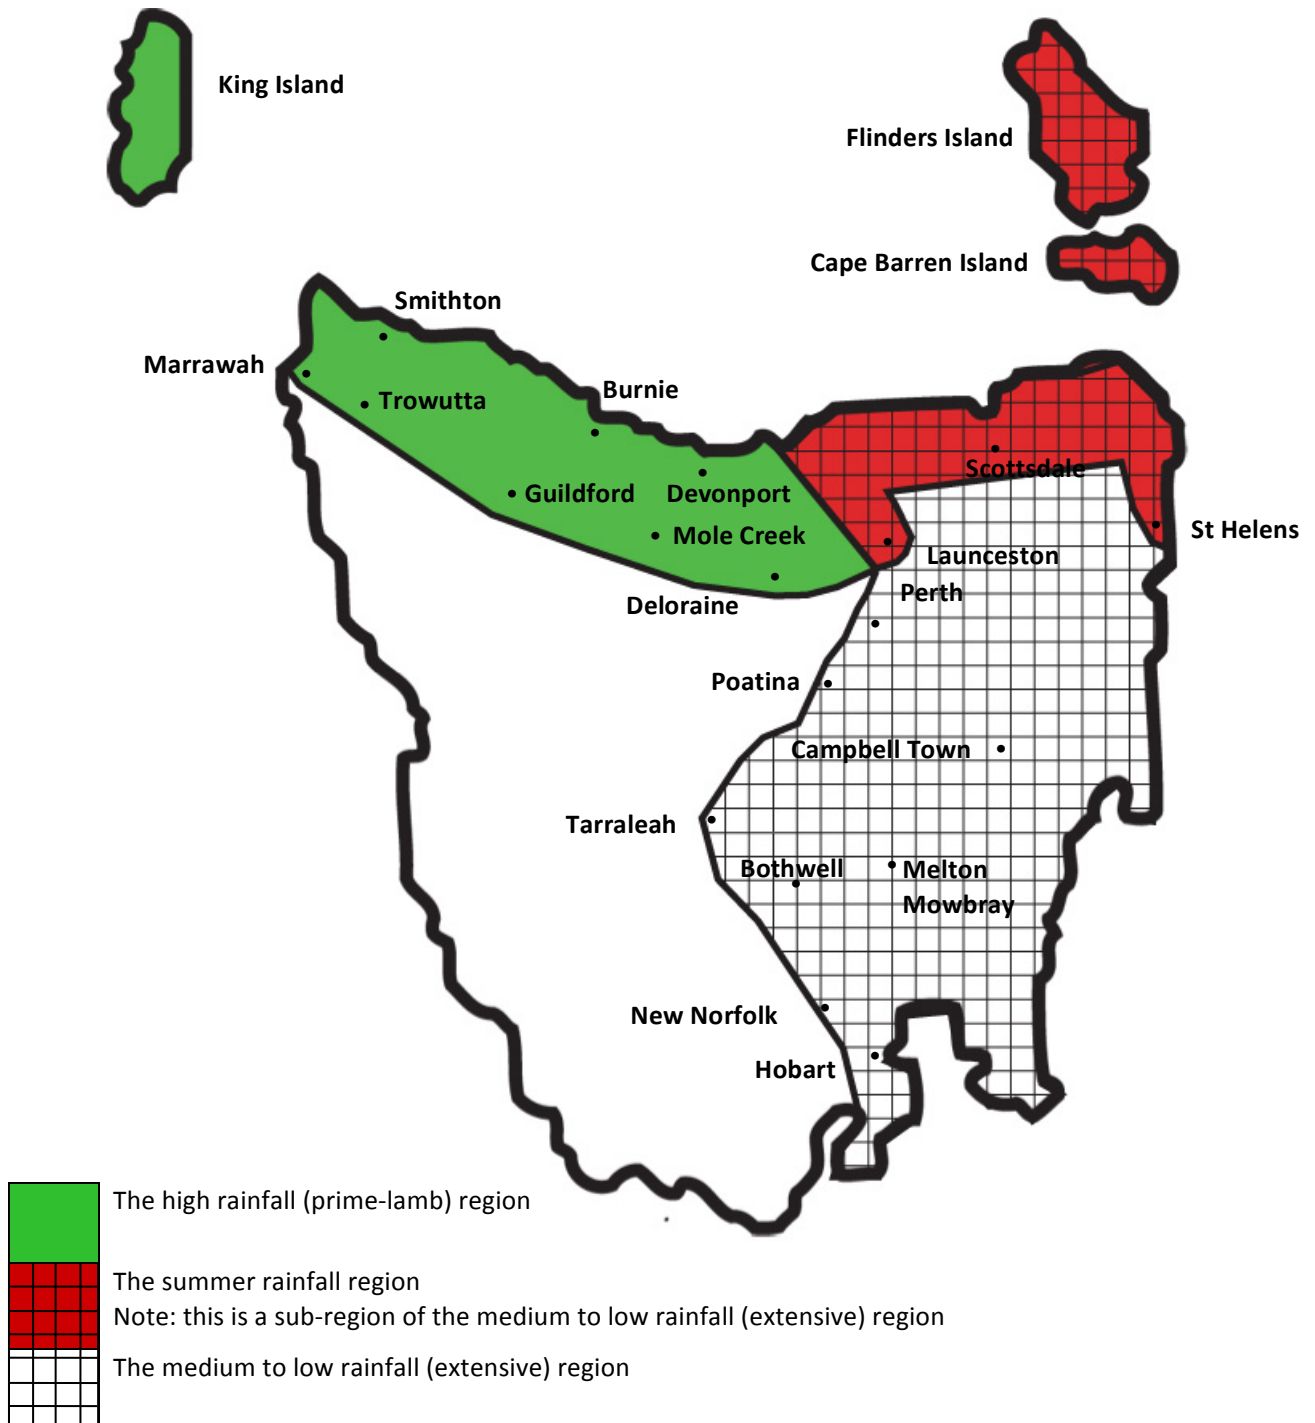 King Island
Flinders Island
Cape Barren Island
Smithton
Marrawah
Trowutta
Burnie
Scottsdale
Guildford
Devonport
St Helens
Mole Creek
Launceston
Perth
Deloraine
Poatina
Campbell Town
Tarraleah
Bothwell
Melton
Mowbray
New Norfolk
Hobart
The high rainfall (prime-lamb) region
The summer rainfall region
Note: this is a sub-region of the medium to low rainfall (extensive) region
The medium to low rainfall (extensive) region